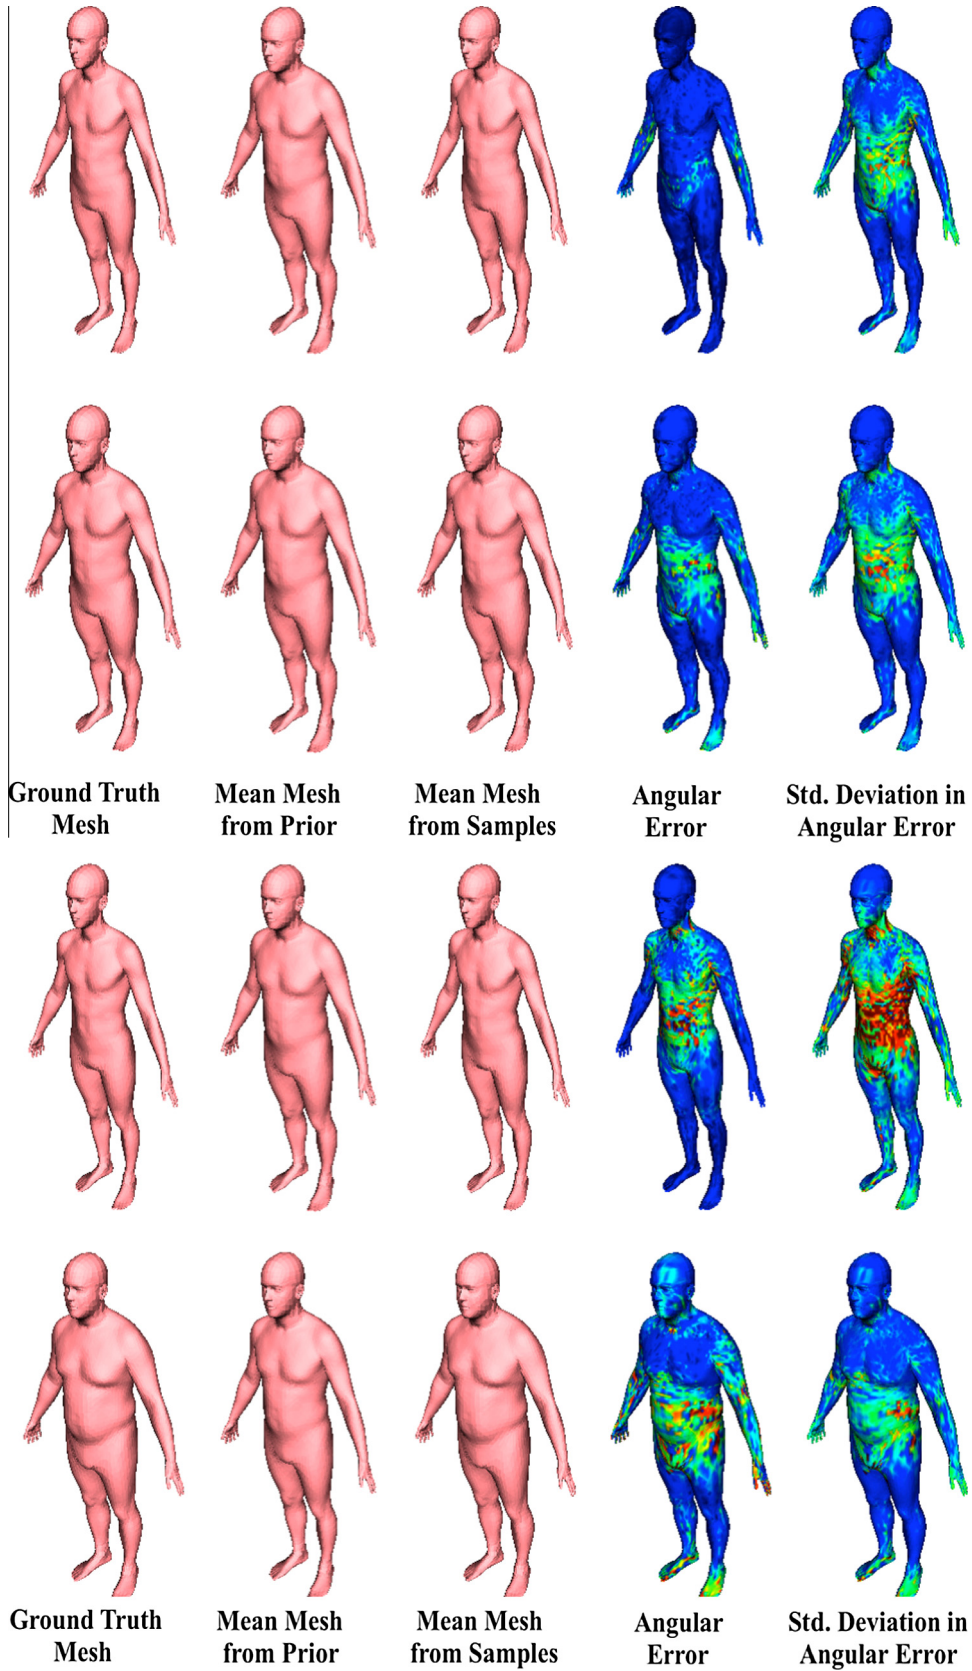 Ground Truth
Mesh
Mean Mesh
from Prior
Mean Mesh
from Samples
Angular
Error
Std. Deviation in
Angular Error
Ground Truth
Mesh
Mean Mesh
from Prior
Mean Mesh
from Samples
Angular
Error
Std. Deviation in
Angular Error